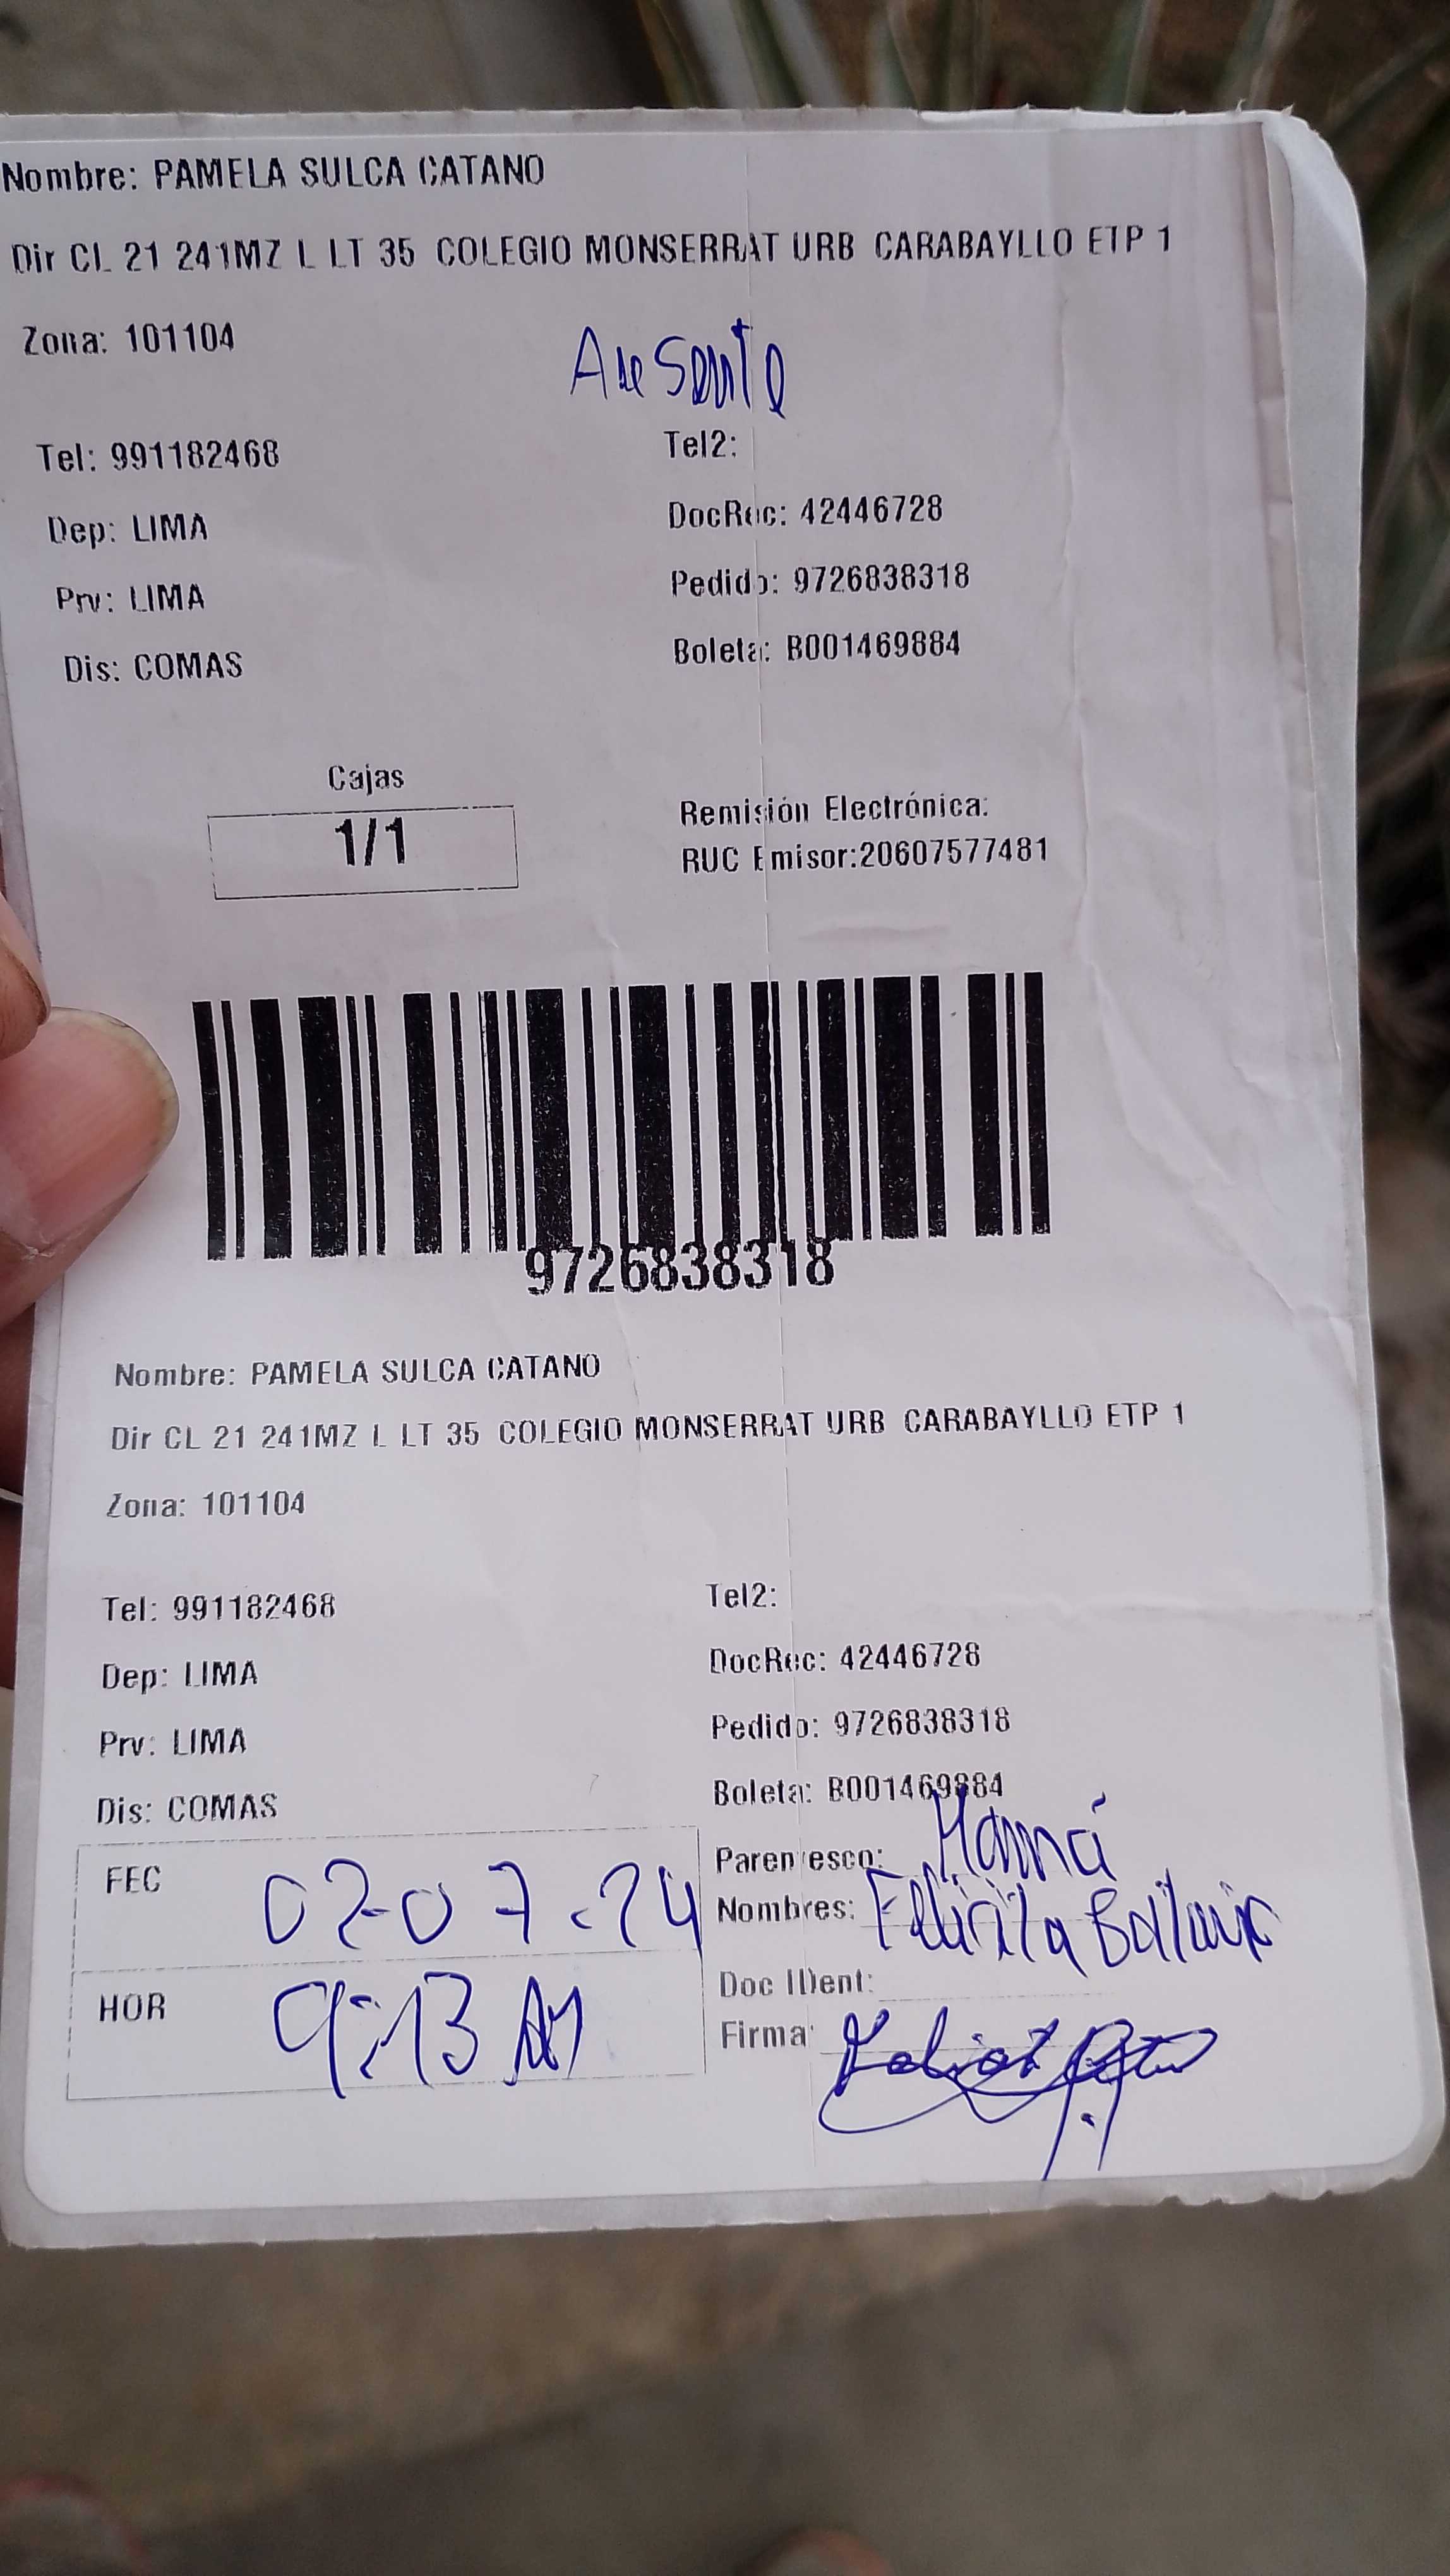 Nombre: PAMELA SULCA CATANO
Dir CL 21 241MZ L LT 35 COLEGIO MONSERRAT URB CARABAYLLO ETP 1
Zona: 101104
Tel: 991182468 Tel2:
Dep: LIMA DocRec: 42446728
Prv: LIMA Pedido: 9726838318
Dis: COMAS Boleta: B001469884
Cajas
1/1
Remisión Electrónica:
RUC Emisor:20607577481
9726838318
Nombre: PAMELA SULCA CATANO
Dir CL 21 241MZ L LT 35 COLEGIO MONSERRAT URB CARABAYLLO ETP 1
Zona: 101104
Tel: 991182468 Tel2:
Dep: LIMA DocRec: 42446728
Prv: LIMA Pedido: 9726838318
Dis: COMAS Boleta: B001469884
FEC 02-07-24 Parentesco: Mamá
Nombres: Felicita
HOR 9:13 AM Doc IDent:
Firma: